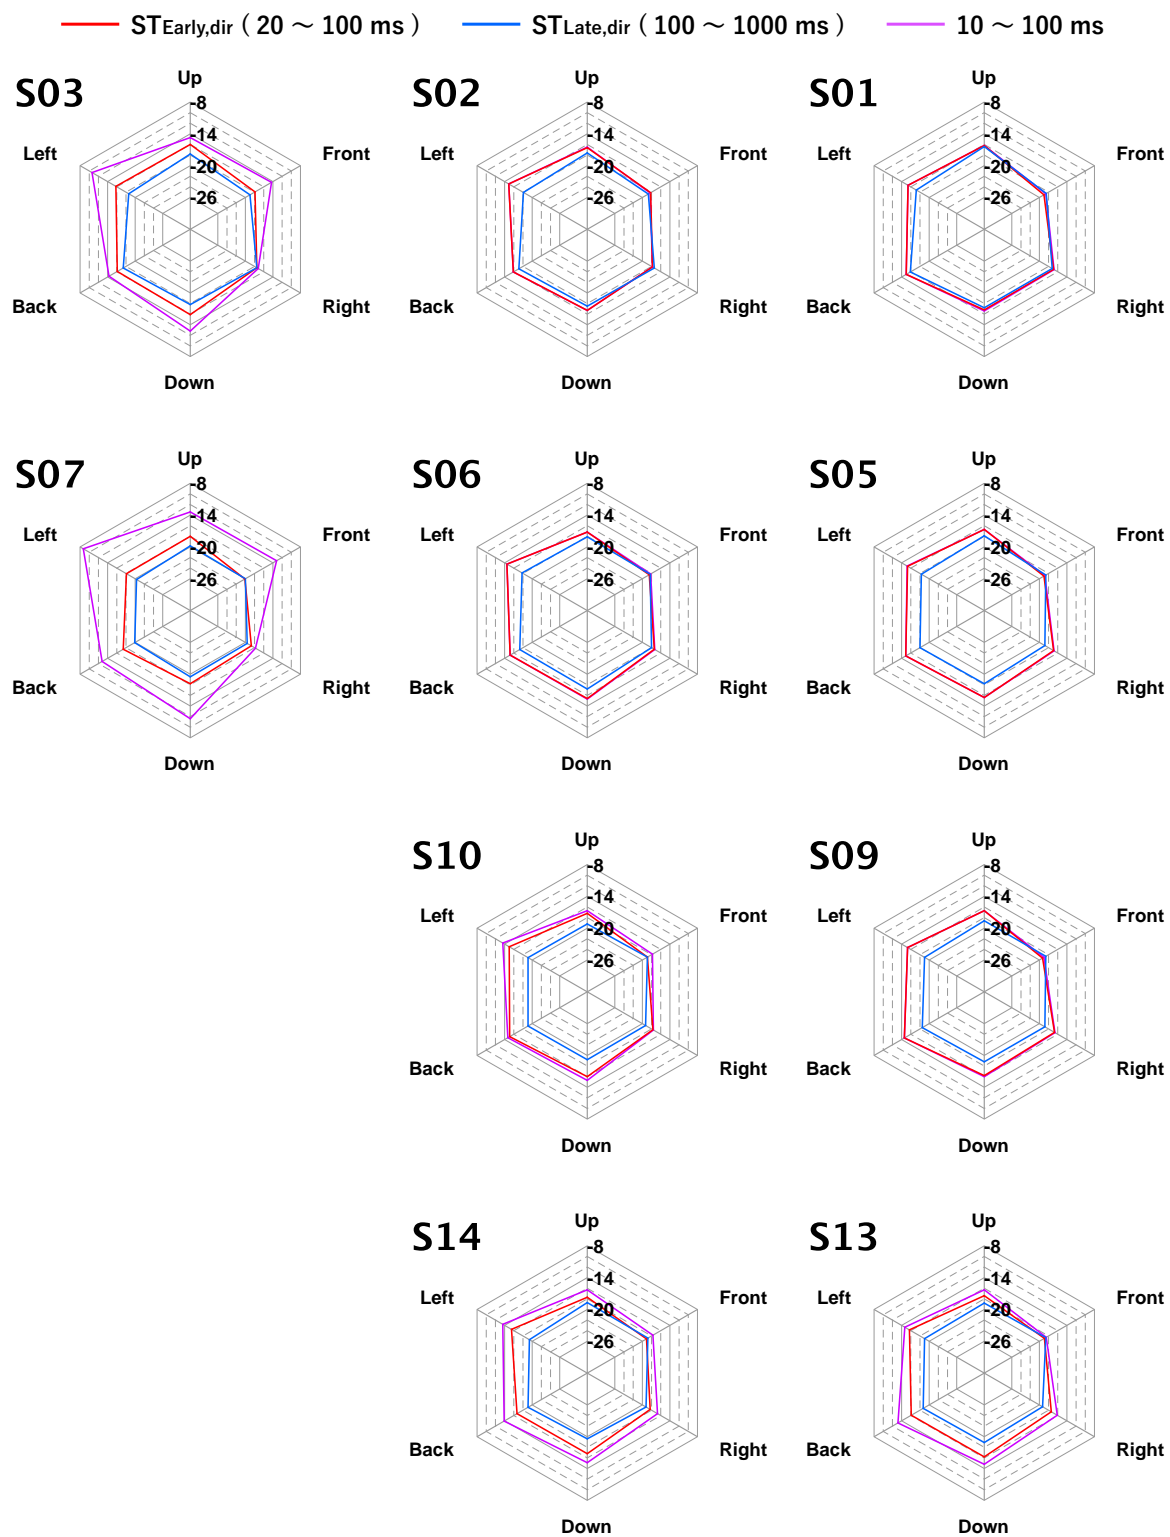 STEarly,dir ( 20 ～ 100 ms ) STLate,dir ( 100 ～ 1000 ms ) 10 ～ 100 ms
S03
Up
-8
-14
-20
-26
Left
Front
Back
Right
Down
S02
Up
-8
-14
-20
-26
Left
Front
Back
Right
Down
S01
Up
-8
-14
-20
-26
Left
Front
Back
Right
Down
S07
Up
-8
-14
-20
-26
Left
Front
Back
Right
Down
S06
Up
-8
-14
-20
-26
Left
Front
Back
Right
Down
S05
Up
-8
-14
-20
-26
Left
Front
Back
Right
Down
S10
Up
-8
-14
-20
-26
Left
Front
Back
Right
Down
S09
Up
-8
-14
-20
-26
Left
Front
Back
Right
Down
S14
Up
-8
-14
-20
-26
Left
Front
Back
Right
Down
S13
Up
-8
-14
-20
-26
Left
Front
Back
Right
Down